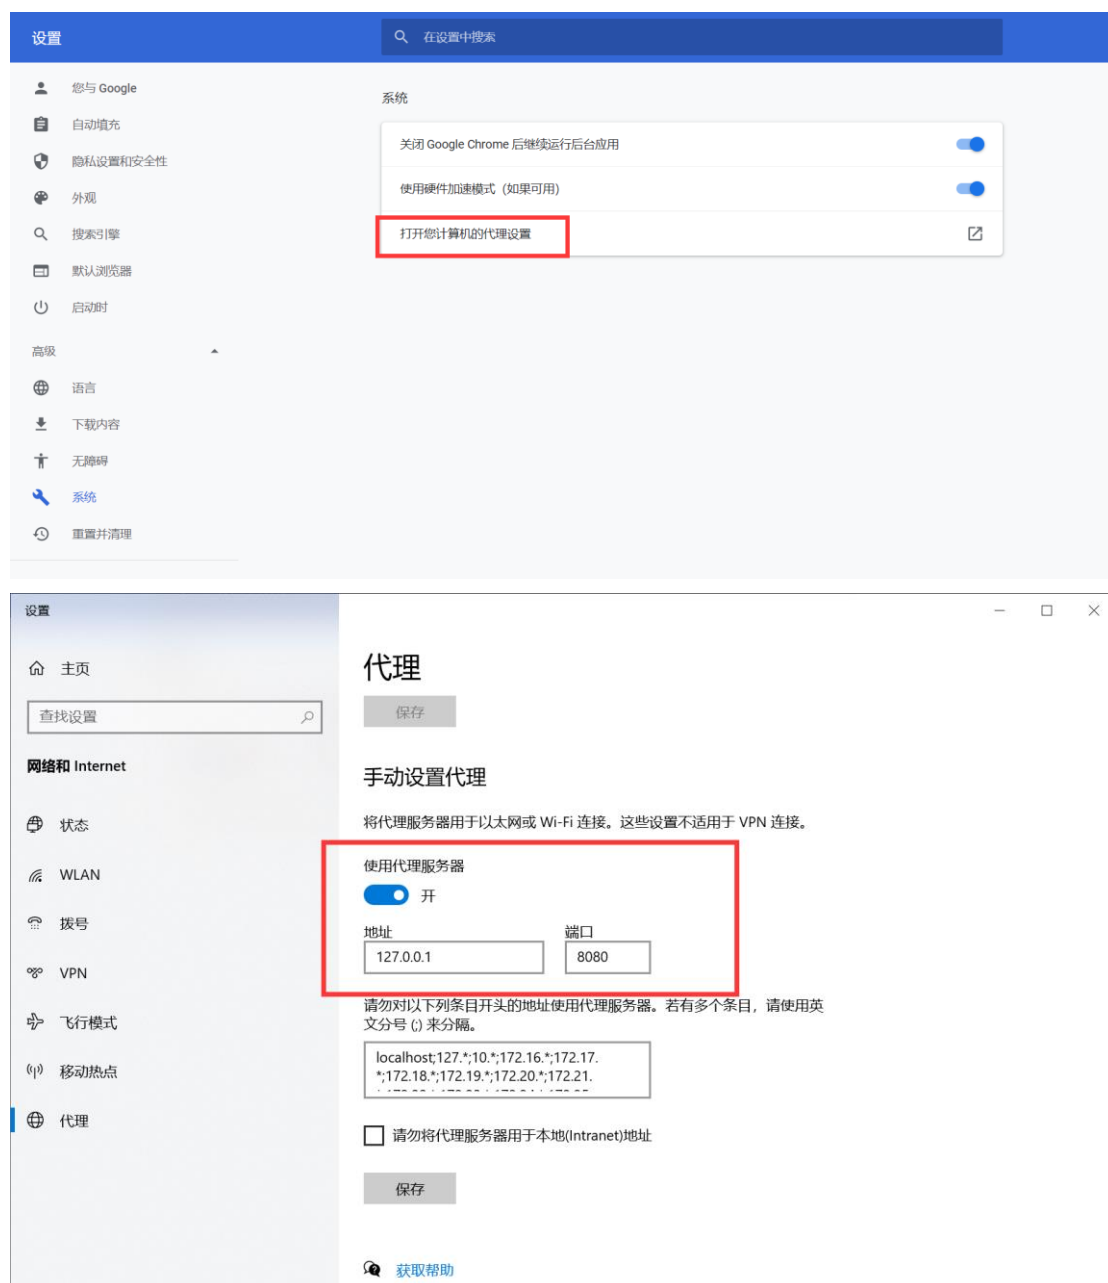 设置
在设置中搜索
您与 Google
自动填充
隐私设置和安全性
外观
搜索引擎
默认浏览器
启动时
高级
语言
下载内容
无障碍
系统
重置并清理
系统
关闭 Google Chrome 后继续运行后台应用
使用硬件加速模式（如果可用）
打开您计算机的代理设置
设置
主页
查找设置
网络和 Internet
状态
WLAN
拨号
VPN
飞行模式
移动热点
代理
代理
保存
手动设置代理
将代理服务器用于以太网或 Wi-Fi 连接。这些设置不适用于 VPN 连接。
使用代理服务器
开
地址
端口
127.0.0.1
8080
请勿对以下列条目开头的地址使用代理服务器。若有多个条目，请使用英
文分号 (;) 来分隔。
localhost;127.*;10.*;172.16.*;172.17.
*;172.18.*;172.19.*;172.20.*;172.21.
请勿将代理服务器用于本地(Intranet)地址
保存
获取帮助